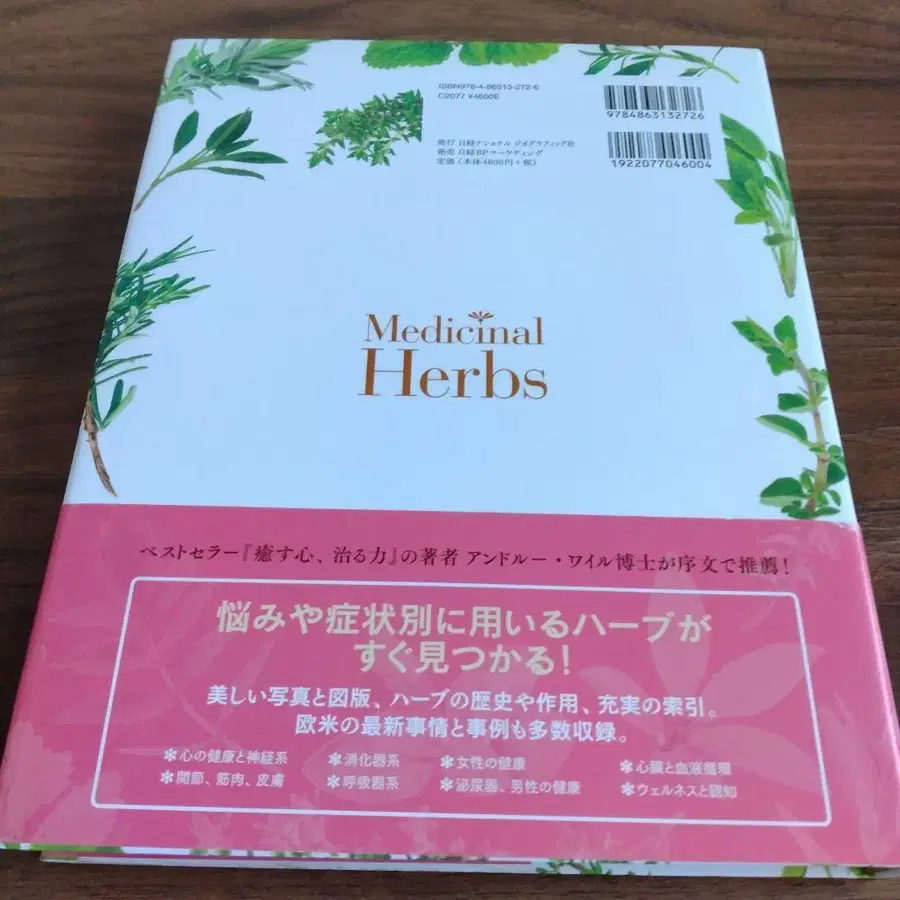 ISBN978-4-86313-272-6
C2077 ¥4600E
9784863132726
発行 日経ナショナル ジオグラフィック社
発売 日経BPマーケティング
定価（本体4600円+税）
1922077046004
Medicinal
Herbs
ベストセラー『癒す心、治る力』の著者 アンドルー・ワイル博士が序文で推薦！
悩みや症状別に用いるハーブが
すぐ見つかる！
美しい写真と図版、ハーブの歴史や作用、充実の索引。
欧米の最新事情と事例も多数収録。
✻心の健康と神経系 ✻消化器系 ✻女性の健康 ✻心臓と血液循環
✻関節、筋肉、皮膚 ✻呼吸器系 ✻泌尿器、男性の健康 ✻ウェルネスと認知